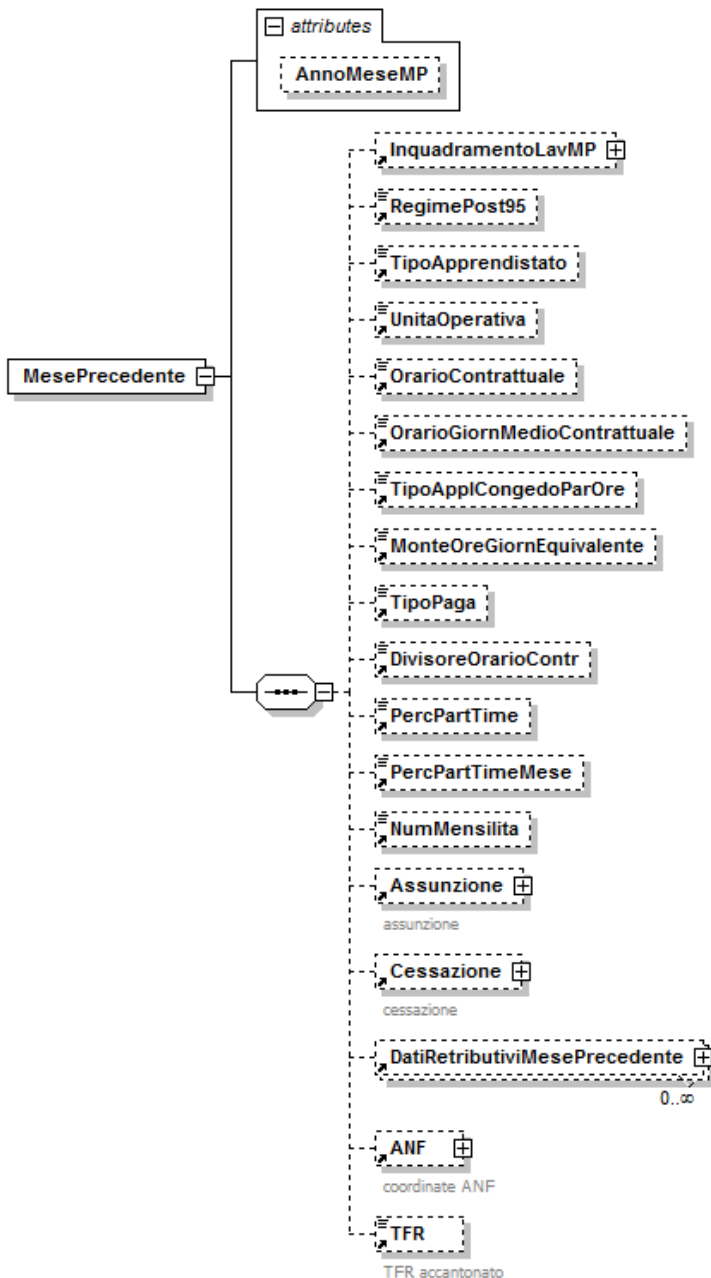 attributes
AnnoMeseMP
InquadramentoLavMP
RegimePost95
TipoApprendistato
UnitaOperativa
OrarioContrattuale
MesePrecedente
OrarioGiornMedioContrattuale
TipoApplCongedoParOre
MonteOreGiornEquivalente
TipoPaga
DivisoreOrarioContr
PercPartTime
PercPartTimeMese
NumMensilita
Assunzione
assunzione
Cessazione
cessazione
DatiRetributiviMesePrecedente
0..∞
ANF
coordinate ANF
TFR
TFR accantonato